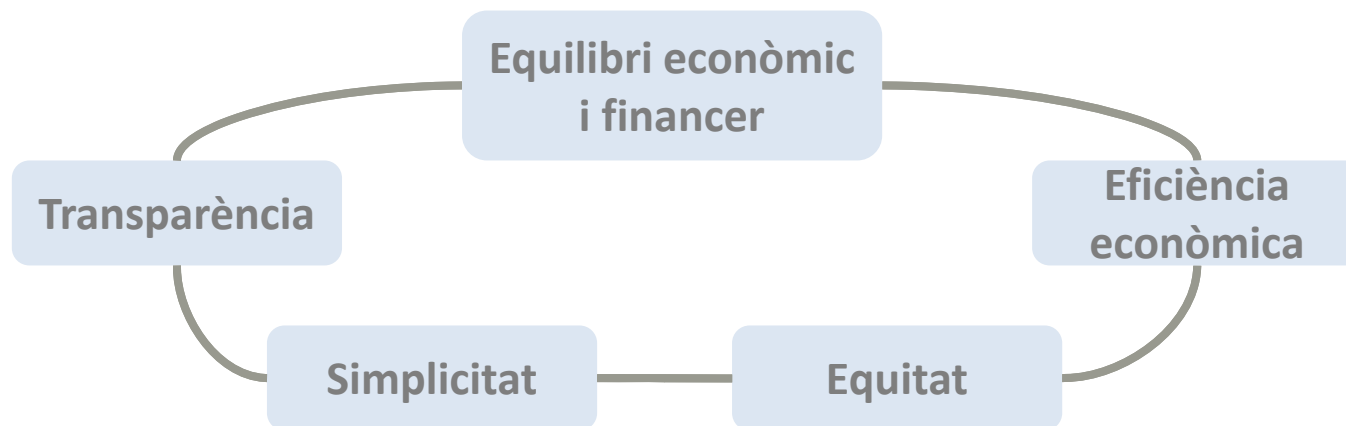 Equilibri econòmic
i financer
Transparència
Eficiència
econòmica
Simplicitat
Equitat